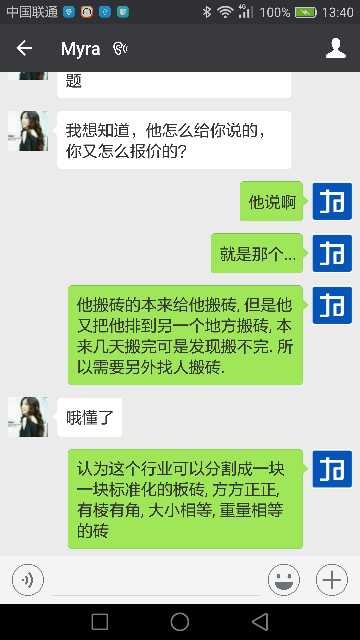 中国联通
4G
100%
13:40
Myra
题
我想知道，他怎么给你说的，
你又怎么报价的？
他说啊
就是那个...
他搬砖的本来给他搬砖, 但是他
又把他排到另一个地方搬砖, 本
来几天搬完可是发现搬不完. 所
以需要另外找人搬砖.
哦懂了
认为这个行业可以分割成一块
一块标准化的板砖, 方方正正,
有棱有角, 大小相等, 重量相等
的砖